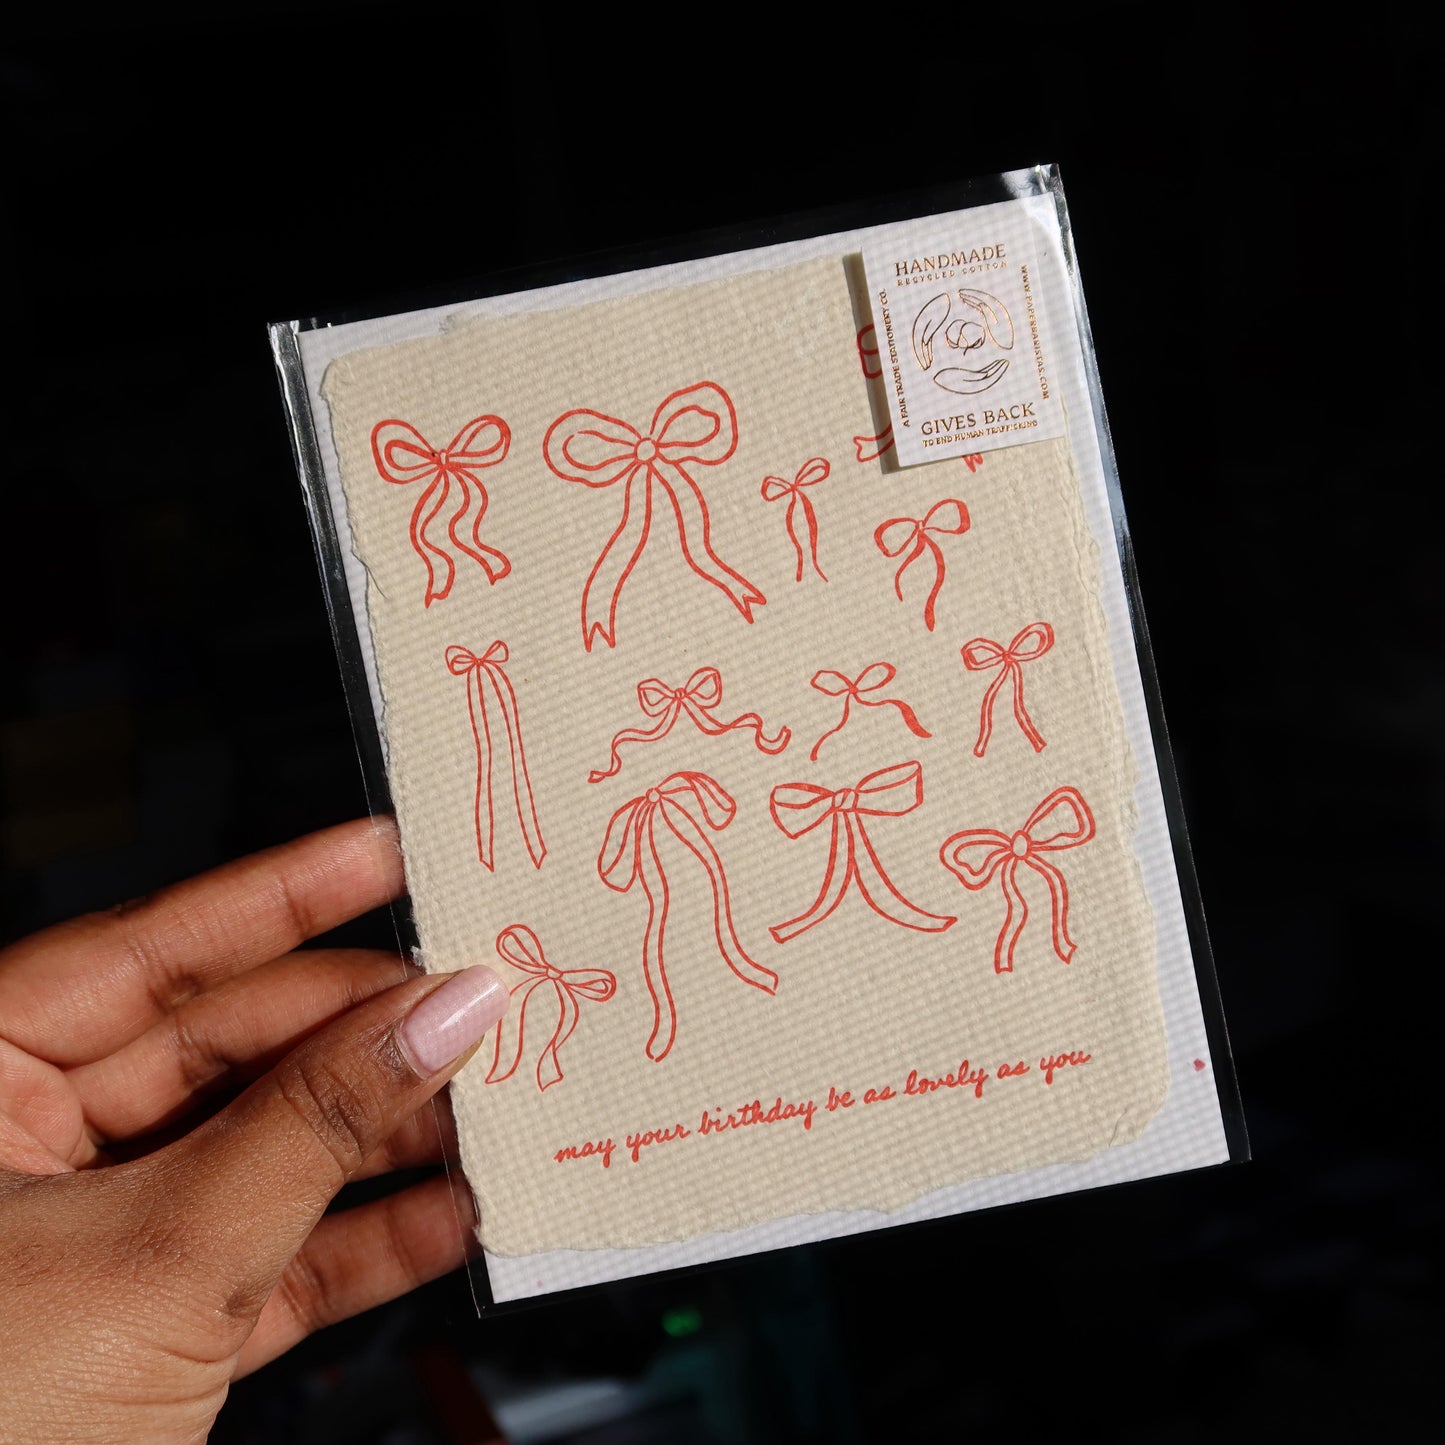 HANDMADE
RECYCLED COTTON
A FAIR TRADE STATIONERY CO.
WWW.PAPERBARISTAS.COM
GIVES BACK
TO END HUMAN TRAFFICKING
may your birthday be as lovely as you